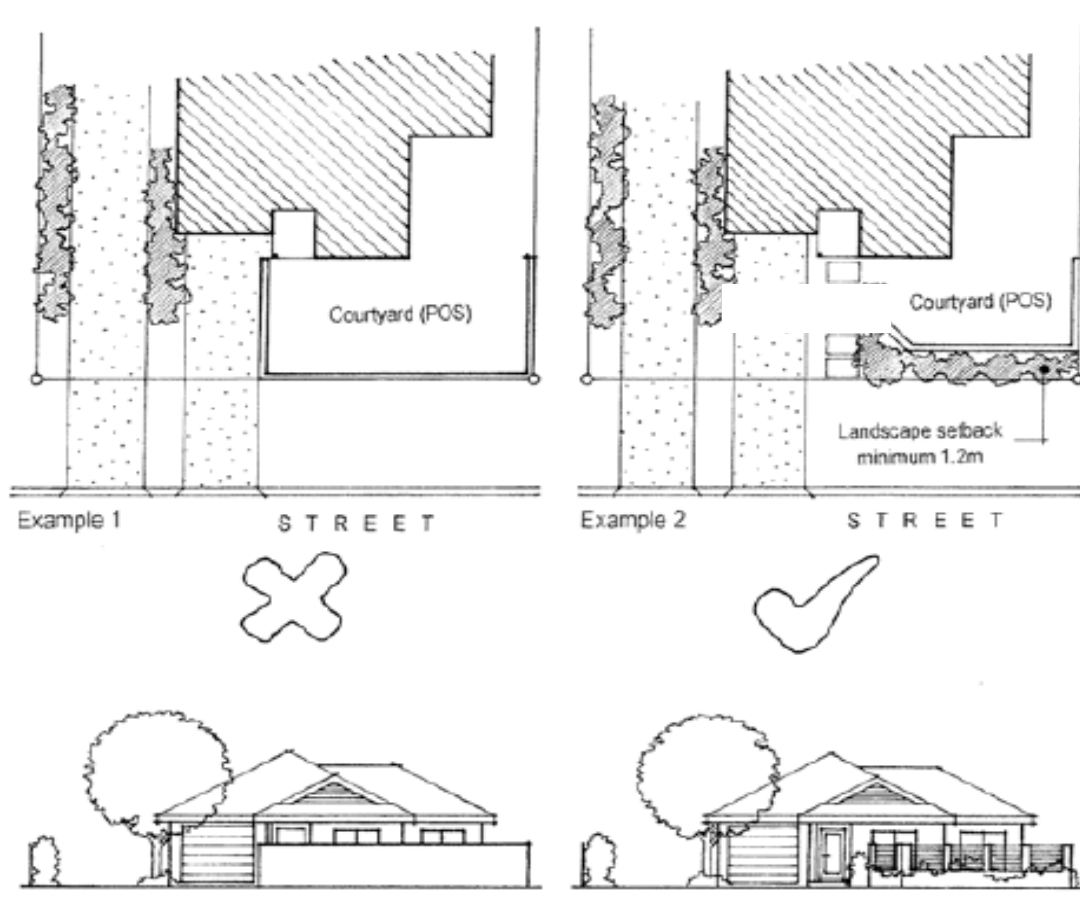 Courtyard (POS)
Courtyard (POS)
Landscape setback
minimum 1.2m
Example 1
STREET
Example 2
STREET